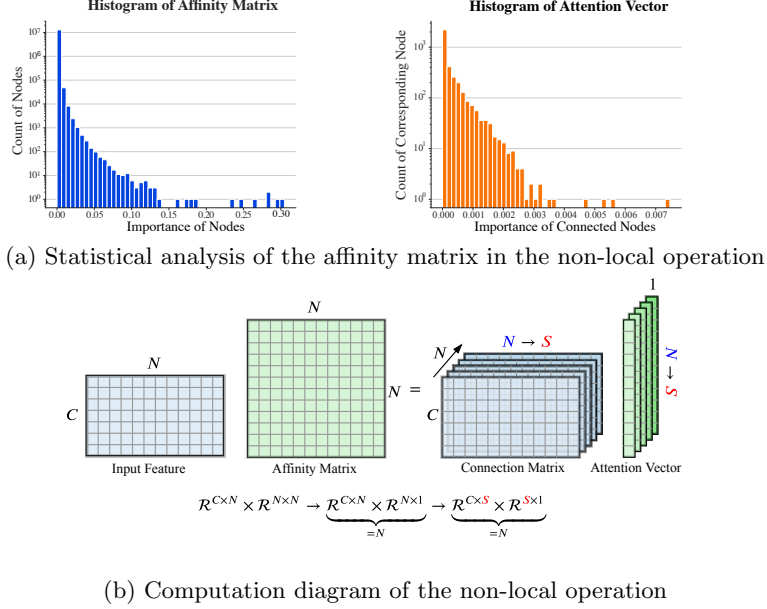 Histogram of Affinity Matrix
Histogram of Attention Vector
Count of Nodes
10^7
10^6
10^5
10^4
10^3
10^2
10^1
10^0
0.00 0.05 0.10 0.15 0.20 0.25 0.30
Importance of Nodes
Count of Corresponding Node
10^3
10^2
10^1
10^0
0.000 0.001 0.002 0.003 0.004 0.005 0.006 0.007
Importance of Connected Nodes
(a) Statistical analysis of the affinity matrix in the non-local operation
N
C
Input Feature
N
N =
Affinity Matrix
N
N → S
C
Connection Matrix
1
N → S
Attention Vector
ℛ^{C×N} × ℛ^{N×N} → ℛ^{C×N} × ℛ^{N×1} → ℛ^{C×S} × ℛ^{S×1}
=N =N
(b) Computation diagram of the non-local operation